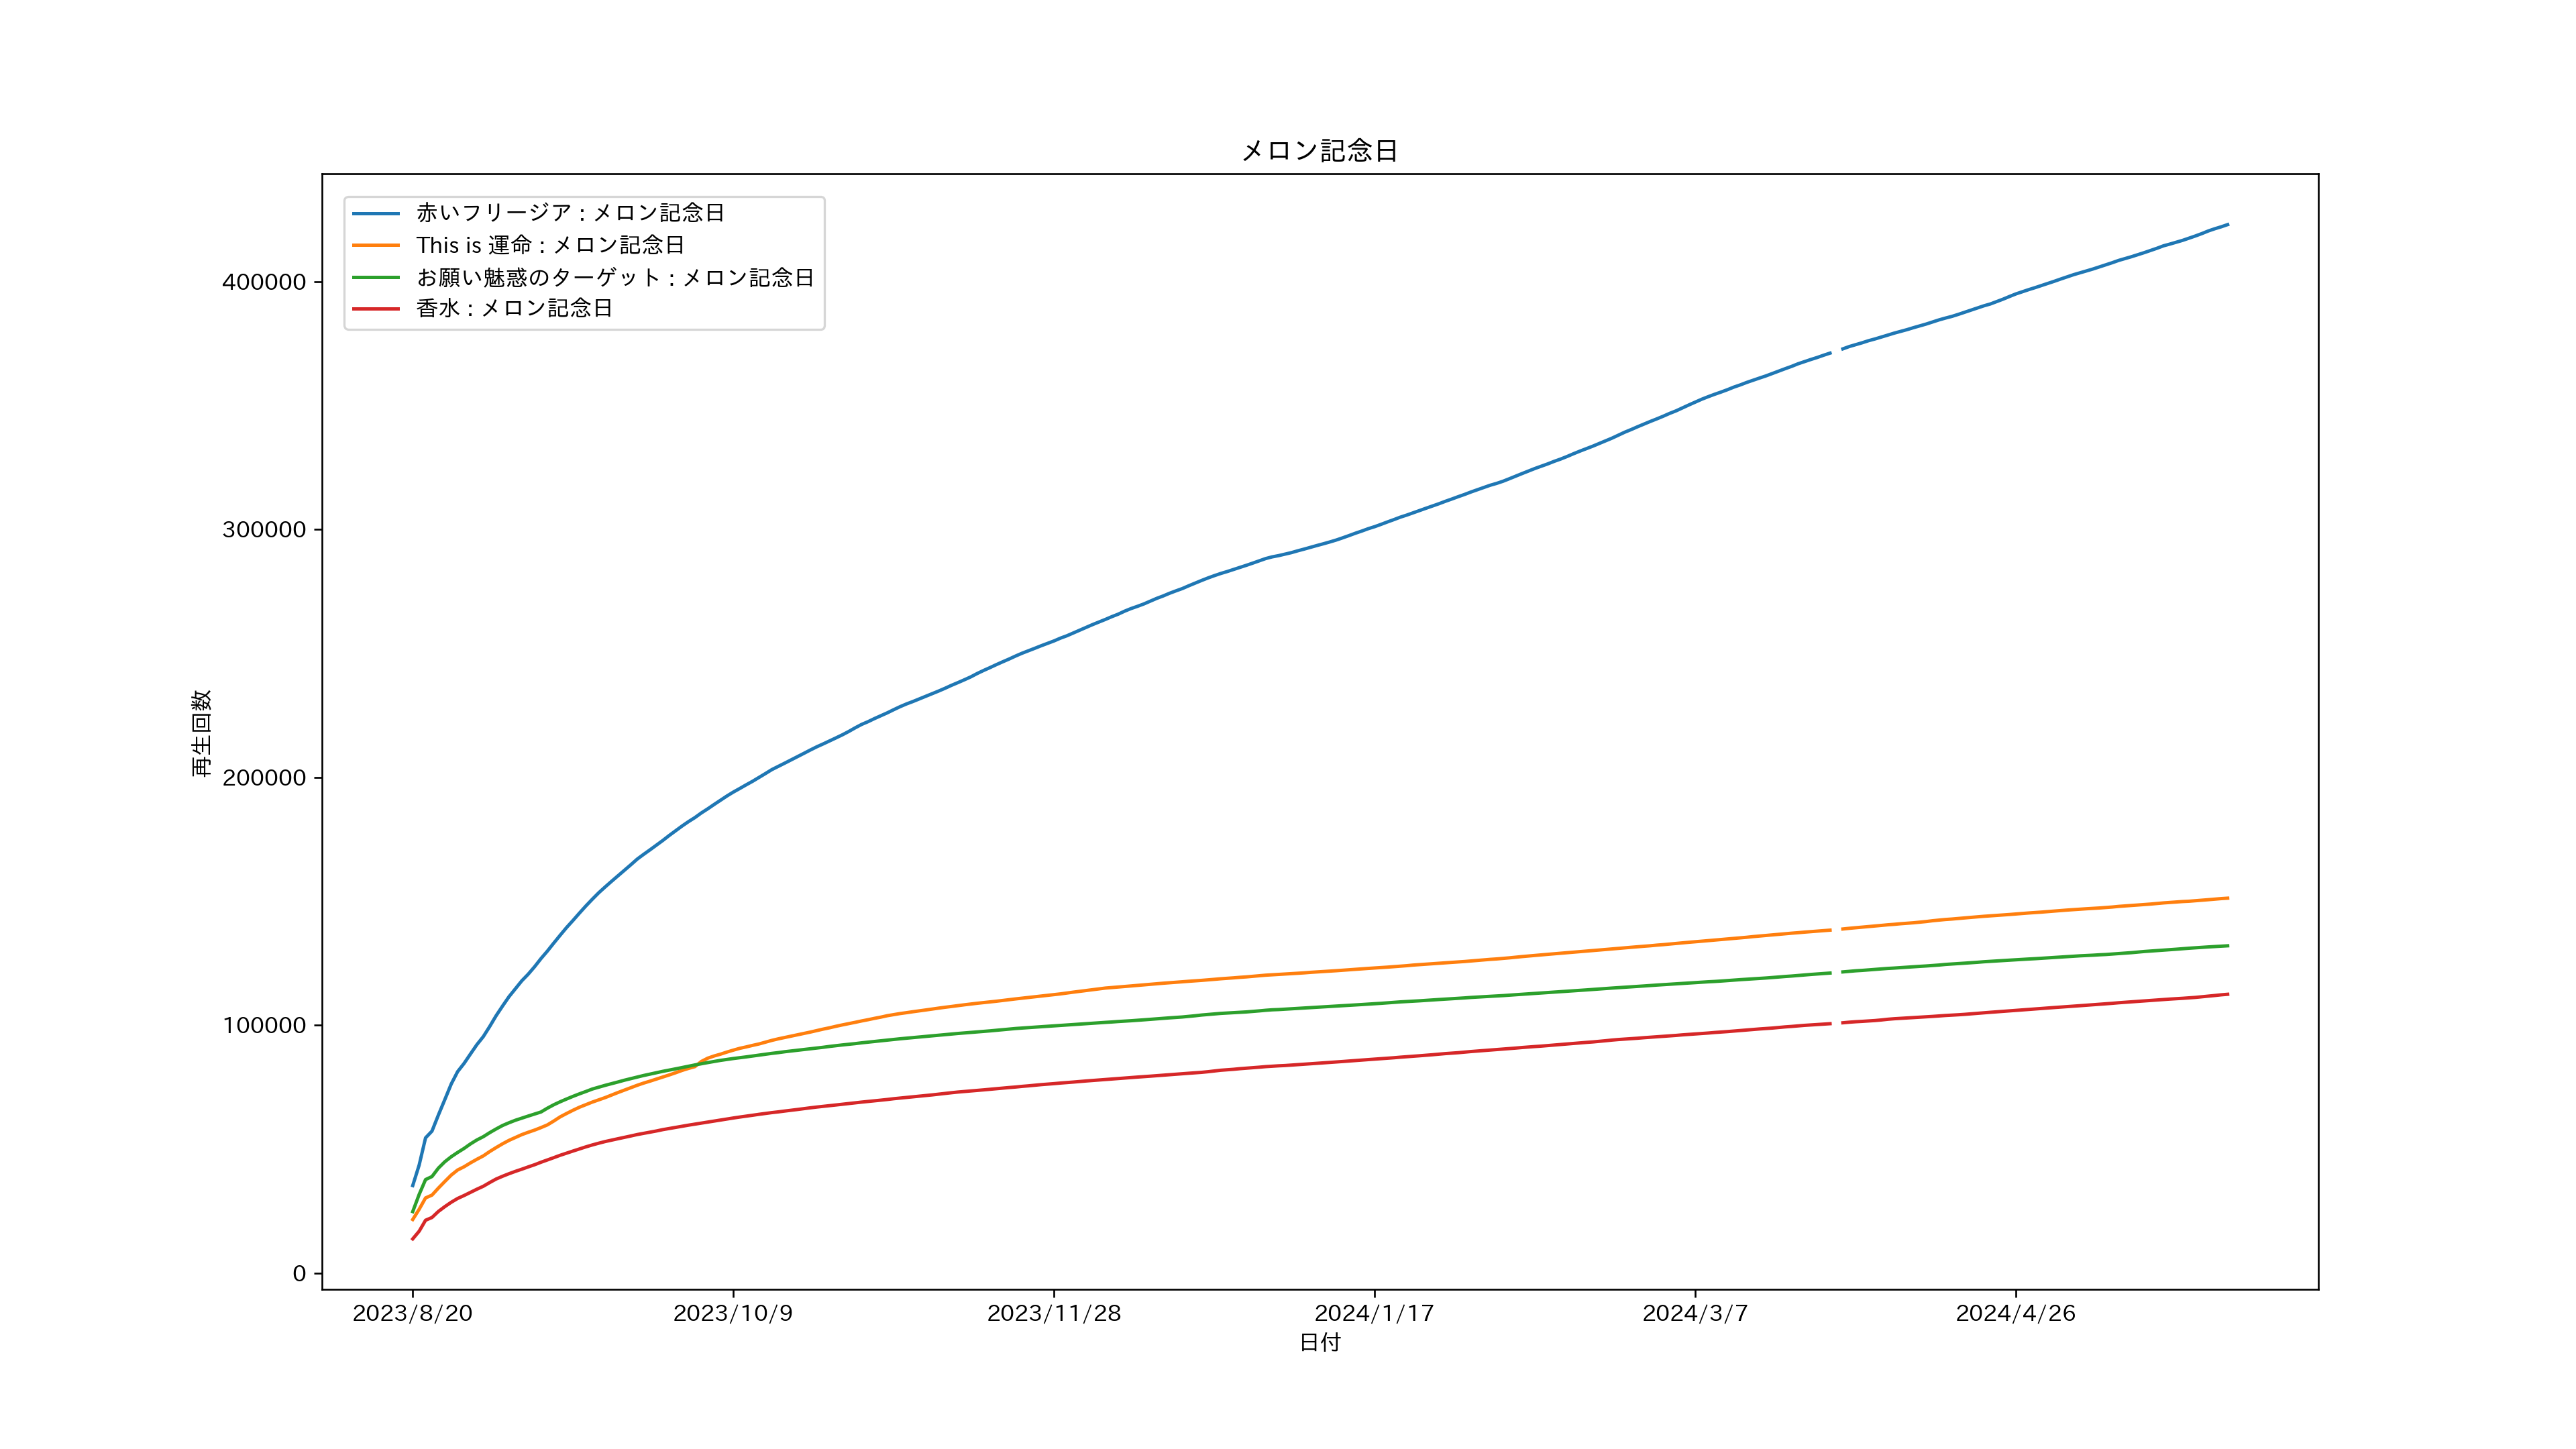 メロン記念日
赤いフリージア : メロン記念日
This is 運命 : メロン記念日
お願い魅惑のターゲット : メロン記念日
香水 : メロン記念日
400000
300000
200000
100000
0
再生回数
2023/8/20
2023/10/9
2023/11/28
2024/1/17
2024/3/7
2024/4/26
日付